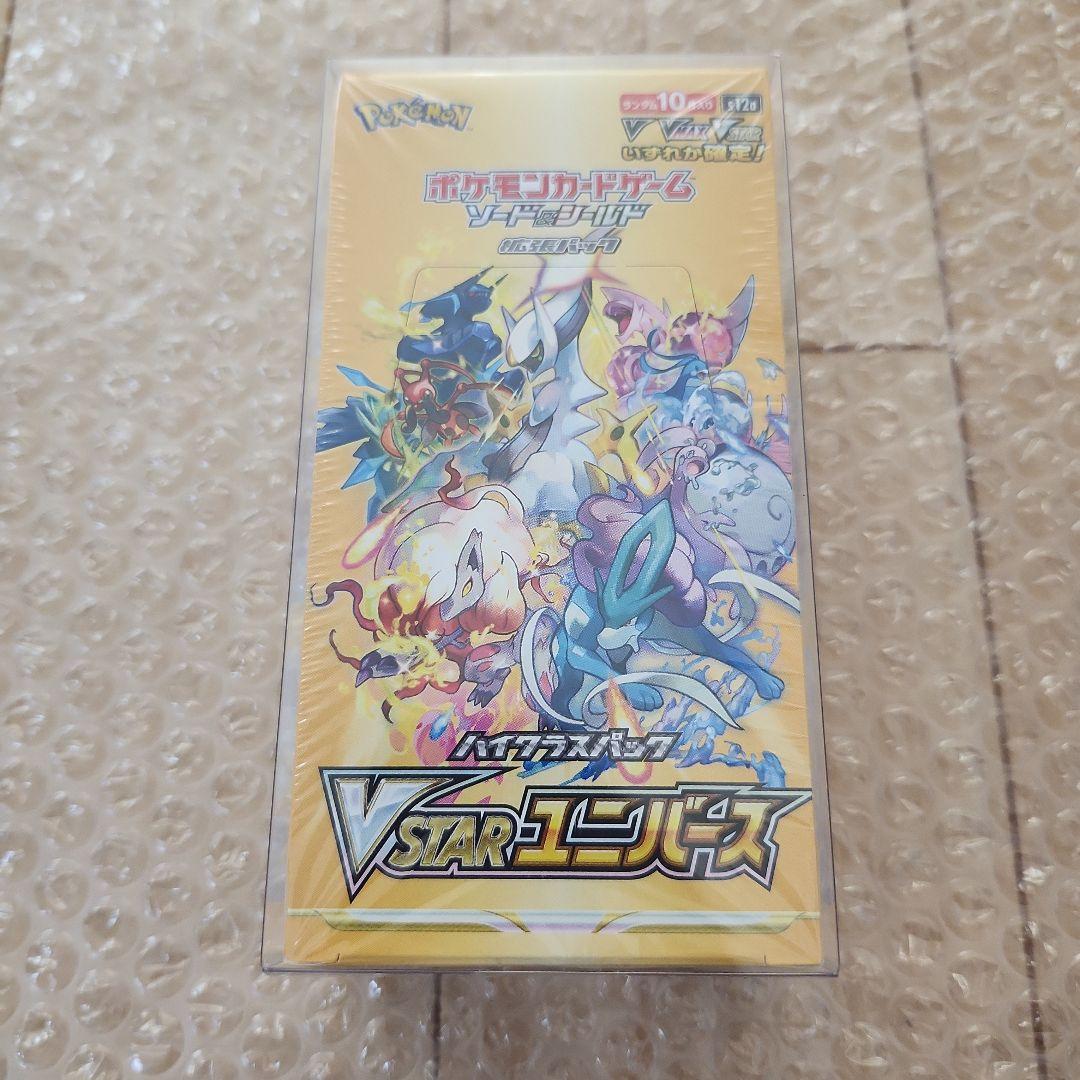 POKéMON
ランダム10枚入り s12a
V VMAX VSTAR
いずれか確定!
ポケモンカードゲーム
ソード&シールド
拡張パック
ハイクラスパック
VSTARユニバース